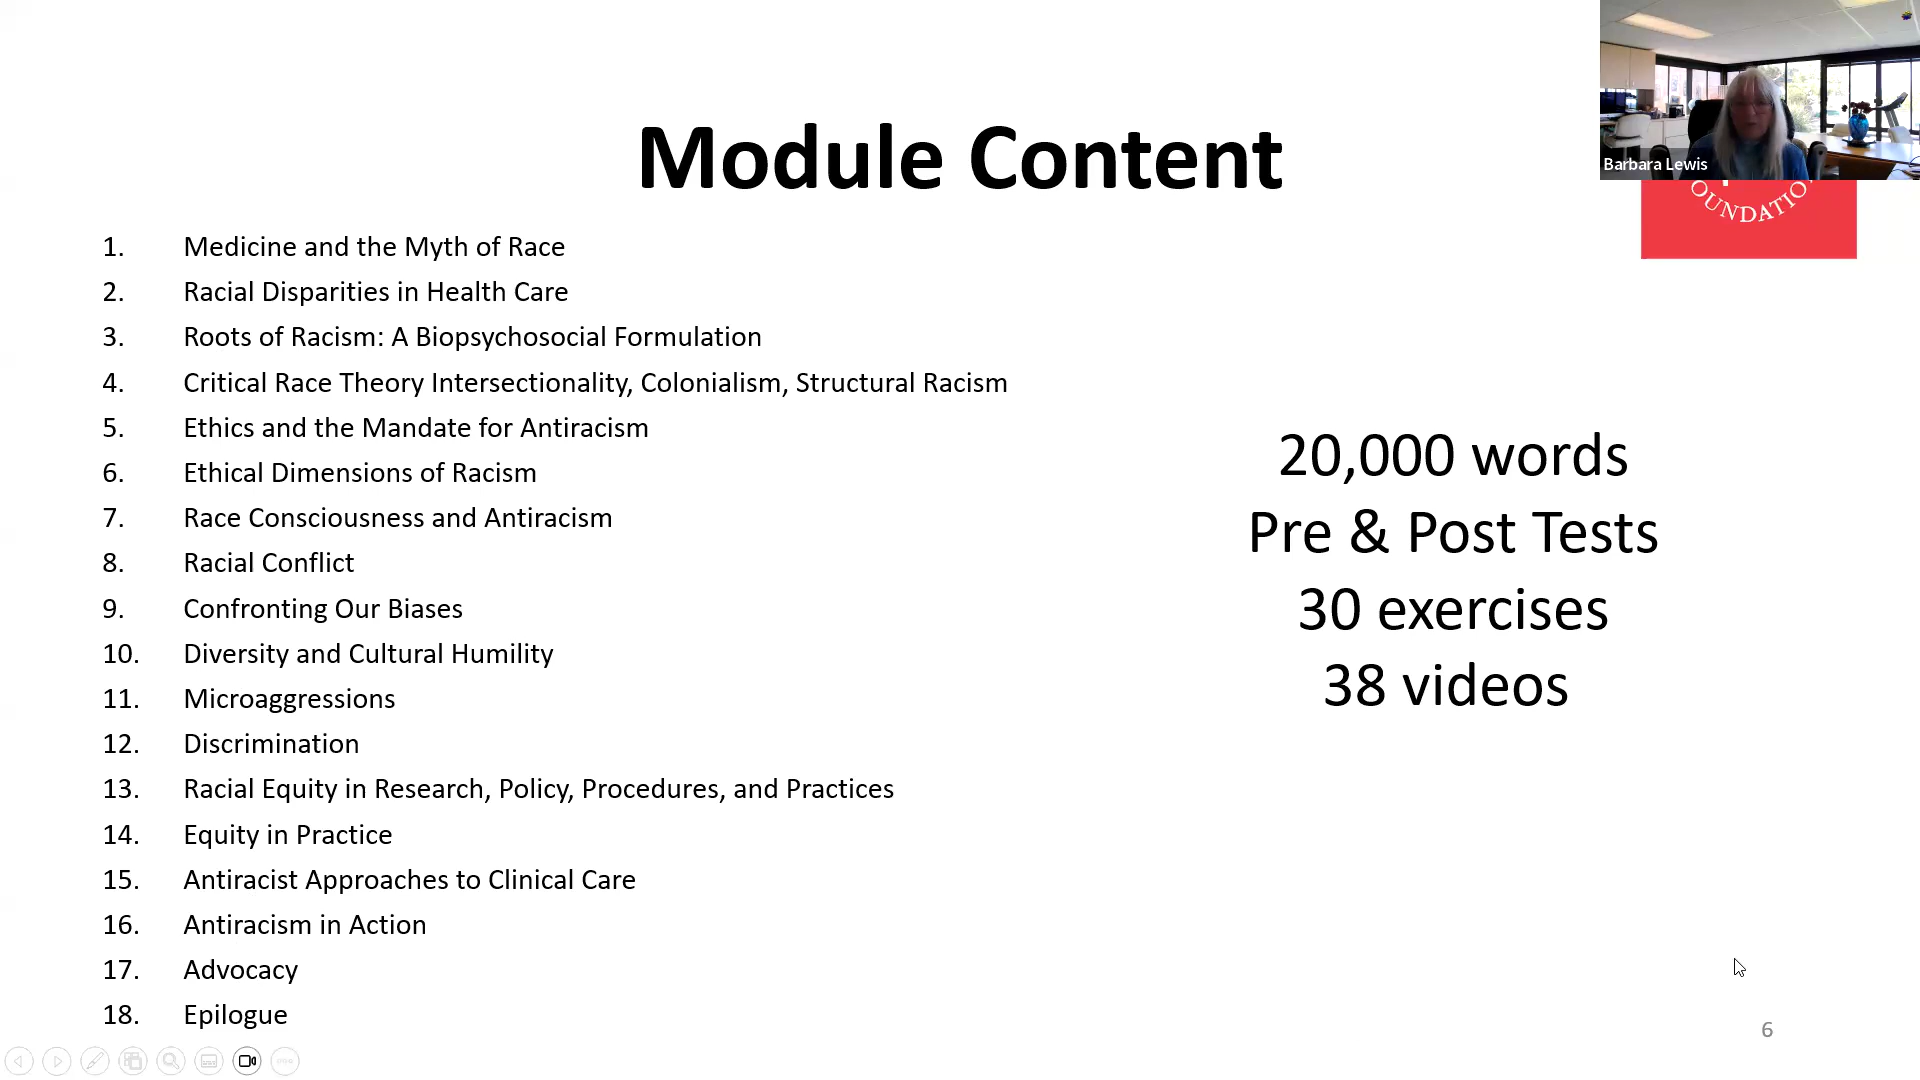 Module Content
Barbara Lewis
OUNDATIO
1. Medicine and the Myth of Race
2. Racial Disparities in Health Care
3. Roots of Racism: A Biopsychosocial Formulation
4. Critical Race Theory Intersectionality, Colonialism, Structural Racism
5. Ethics and the Mandate for Antiracism
6. Ethical Dimensions of Racism
7. Race Consciousness and Antiracism
8. Racial Conflict
9. Confronting Our Biases
10. Diversity and Cultural Humility
11. Microaggressions
12. Discrimination
13. Racial Equity in Research, Policy, Procedures, and Practices
14. Equity in Practice
15. Antiracist Approaches to Clinical Care
16. Antiracism in Action
17. Advocacy
18. Epilogue
20,000 words
Pre & Post Tests
30 exercises
38 videos
6